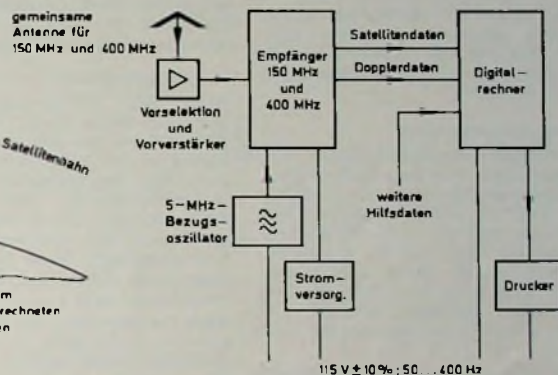 gemeinsame
Antenne für
150 MHz und 400 MHz
Vorselektion
und
Vorverstärker
Empfänger
150 MHz
und
400 MHz
Satellitendaten
Dopplerdaten
Digital-
rechner
Satellitenbahn
weitere
Hilfsdaten
5-MHz-
Bezugs-
oszillator
Strom-
versorg.
Drucker
rechneten
115 V ± 10 %; 50...400 Hz